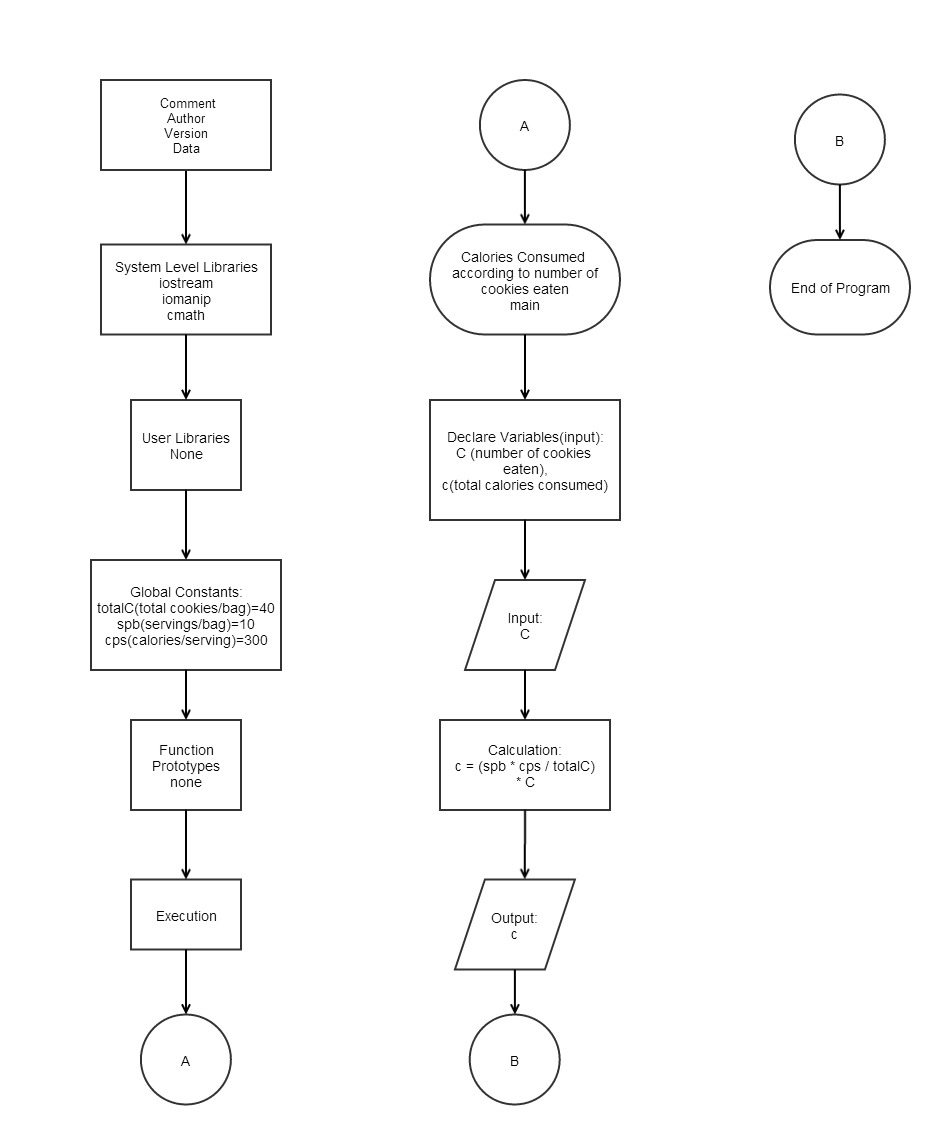 Comment
Author
Version
Data
System Level Libraries
iostream
iomanip
cmath
User Libraries
None
Global Constants:
totalC(total cookies/bag)=40
spb(servings/bag)=10
cps(calories/serving)=300
Function
Prototypes
none
Execution
A
A
Calories Consumed
according to number of
cookies eaten
main
Declare Variables(input):
C (number of cookies
eaten),
c(total calories consumed)
Input:
C
Calculation:
c = (spb * cps / totalC)
* C
Output:
c
B
B
End of Program